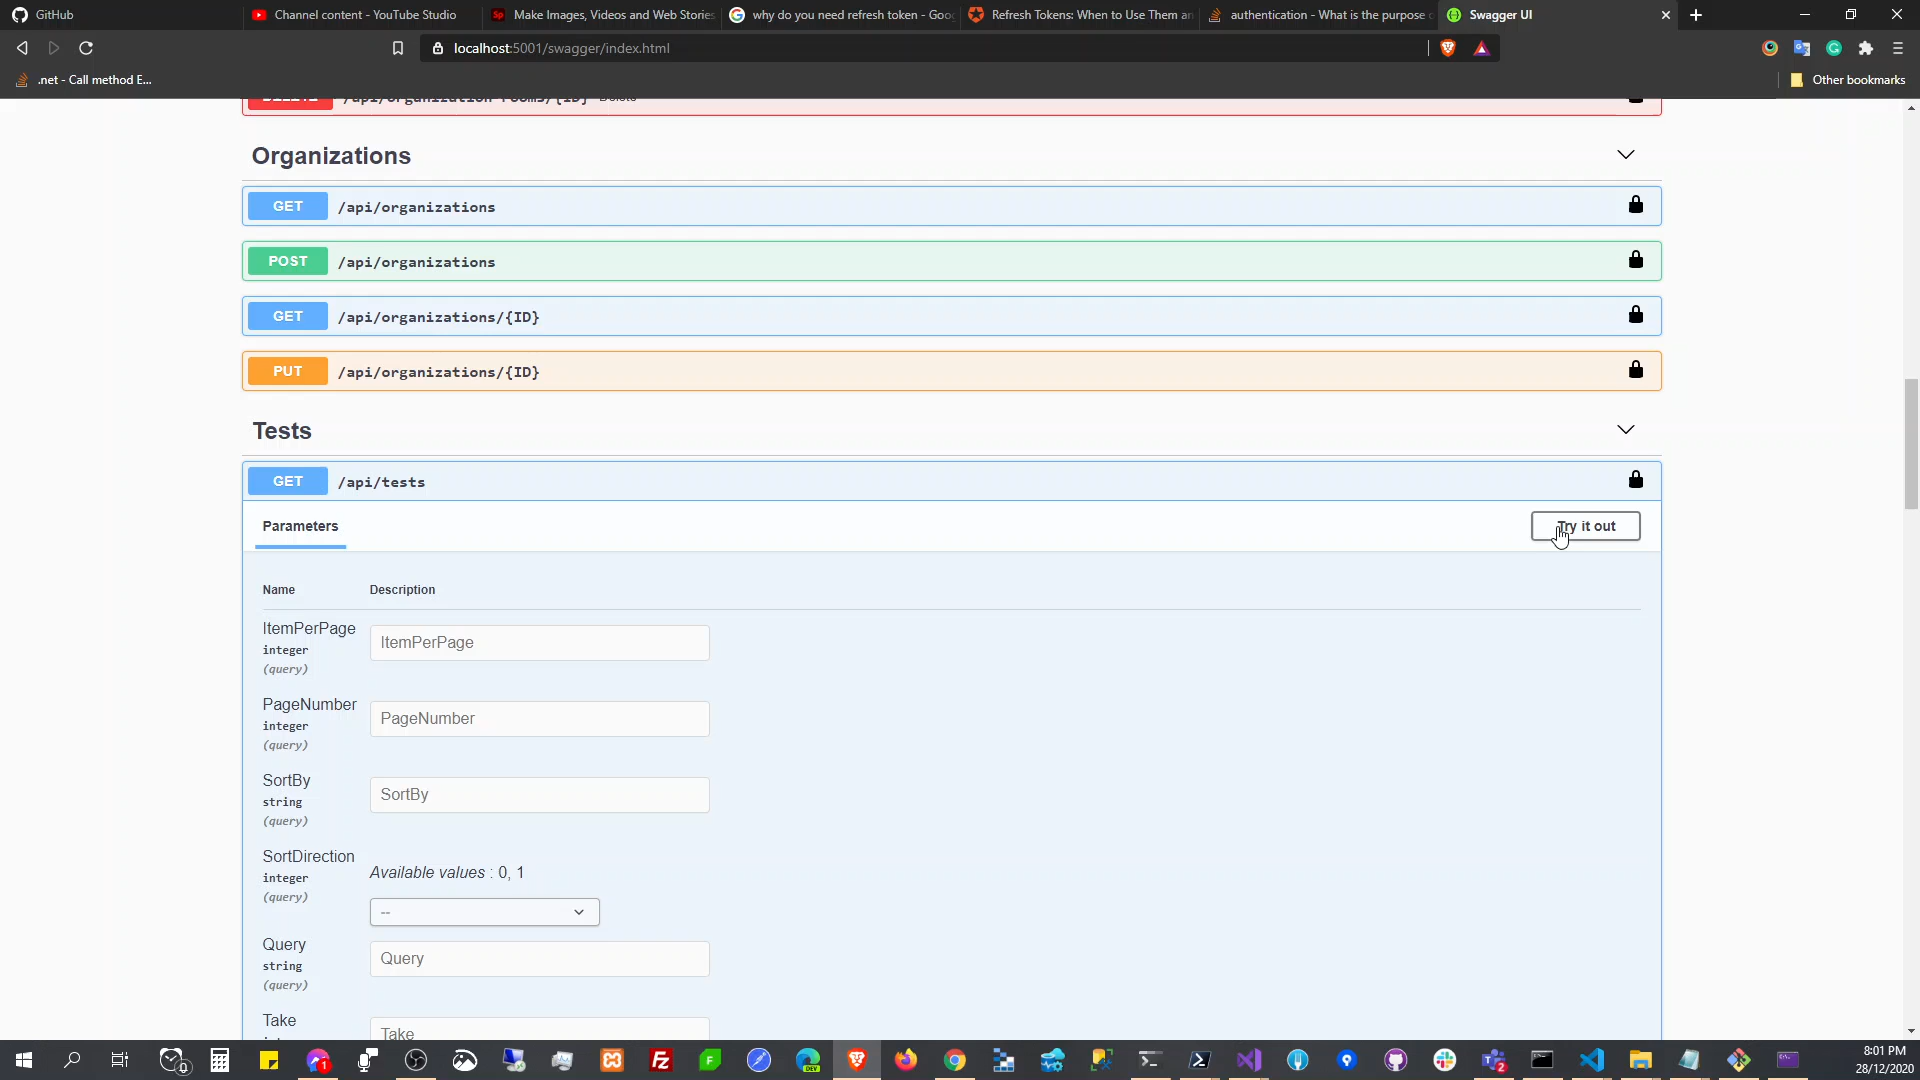 GitHub
Channel content - YouTube Studio
Make Images, Videos and Web Stories
why do you need refresh token - Goo
Refresh Tokens: When to Use Them an
authentication - What is the purpose
Swagger UI
localhost:5001/swagger/index.html
.net - Call method E...
Other bookmarks
Organizations
GET /api/organizations
POST /api/organizations
GET /api/organizations/{ID}
PUT /api/organizations/{ID}
Tests
GET /api/tests
Parameters
Try it out
Name Description
ItemPerPage
integer
(query)
ItemPerPage
PageNumber
integer
(query)
PageNumber
SortBy
string
(query)
SortBy
SortDirection
integer
(query)
Available values : 0, 1
--
Query
string
(query)
Query
Take
Take
8:01 PM
28/12/2020